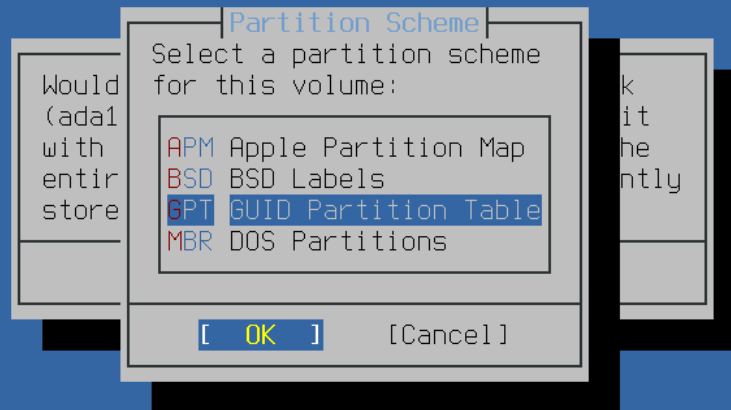 Partition Scheme
Select a partition scheme
for this volume:
Would
k
(ada1
it
with
he
entir
ntly
store
APM Apple Partition Map
BSD BSD Labels
GPT GUID Partition Table
MBR DOS Partitions
[ OK ]
[Cancel]